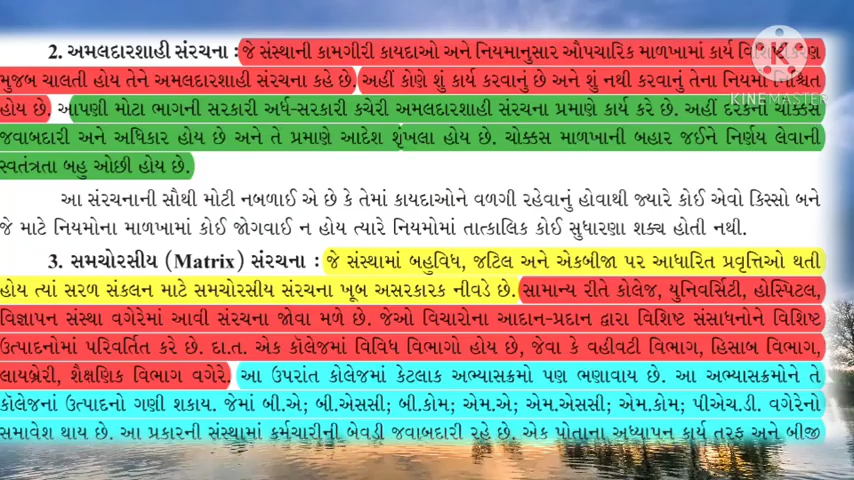 2. અમલદારશાહી સંરચના : જે સંસ્થાની કામગીરી કાયદાઓ અને નિયમાનુસાર ઔપચારિક માળખામાં કાર્ય
મુજબ ચાલતી હોય તેને અમલદારશાહી સંરચના કહે છે. અહીં કોણે શું કાર્ય કરવાનું છે અને શું નથી કરવાનું તેના નિયમો નિશ્ચિત
હોય છે. આપણી મોટા ભાગની સરકારી અર્ધ-સરકારી કચેરી અમલદારશાહી સંરચના પ્રમાણે કાર્ય કરે છે. અહીં દરેકની ચોક્કસ
જવાબદારી અને અધિકાર હોય છે અને તે પ્રમાણે આદેશ શૃંખલા હોય છે. ચોક્કસ માળખાની બહાર જઈને નિર્ણય લેવાની
સ્વતંત્રતા બહુ ઓછી હોય છે.
આ સંરચનાની સૌથી મોટી નબળાઈ એ છે કે તેમાં કાયદાઓને વળગી રહેવાનું હોવાથી જ્યારે કોઈ એવો કિસ્સો બને
જે માટે નિયમોના માળખામાં કોઈ જોગવાઈ ન હોય ત્યારે નિયમોમાં તાત્કાલિક કોઈ સુધારણા શક્ય હોતી નથી.
3. સમચોરસીય (Matrix) સંરચના : જે સંસ્થામાં બહુવિધ, જટિલ અને એકબીજા પર આધારિત પ્રવૃત્તિઓ થતી
હોય ત્યાં સરળ સંકલન માટે સમચોરસીય સંરચના ખૂબ અસરકારક નીવડે છે. સામાન્ય રીતે કોલેજ, યુનિવર્સિટી, હોસ્પિટલ,
વિજ્ઞાપન સંસ્થા વગેરેમાં આવી સંરચના જોવા મળે છે. જેઓ વિચારોના આદાન-પ્રદાન દ્વારા વિશિષ્ટ સંસાધનોને વિશિષ્ટ
ઉત્પાદનોમાં પરિવર્તિત કરે છે. દા.ત. એક કૉલેજમાં વિવિધ વિભાગો હોય છે, જેવા કે વહીવટી વિભાગ, હિસાબ વિભાગ,
લાયબ્રેરી, શૈક્ષણિક વિભાગ વગેરે. આ ઉપરાંત કોલેજમાં કેટલાક અભ્યાસક્રમો પણ ભણાવાય છે. આ અભ્યાસક્રમોને તે
કોલેજનાં ઉત્પાદનો ગણી શકાય. જેમાં બી.એ; બી.એસસી; બી.કોમ; એમ.એ; એમ.એસસી; એમ.કોમ; પીએચ.ડી. વગેરેનો
સમાવેશ થાય છે. આ પ્રકારની સંસ્થામાં કર્મચારીની બેવડી જવાબદારી રહે છે. એક પોતાના અધ્યાપન કાર્ય તરફ અને બીજી
KINEMASTER